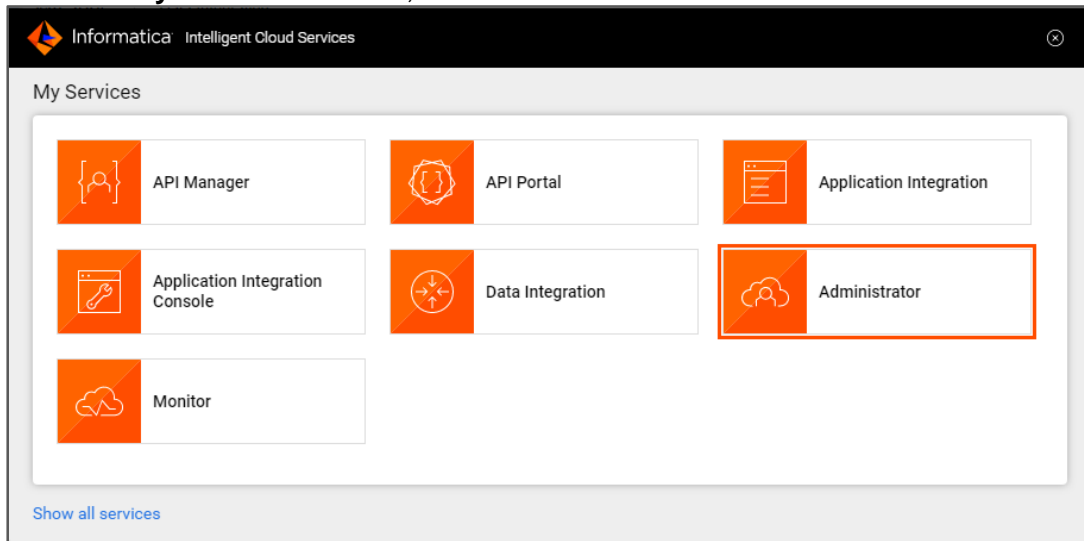 Informatica Intelligent Cloud Services
My Services
API Manager
API Portal
Application Integration
Application Integration
Console
Data Integration
Administrator
Monitor
Show all services